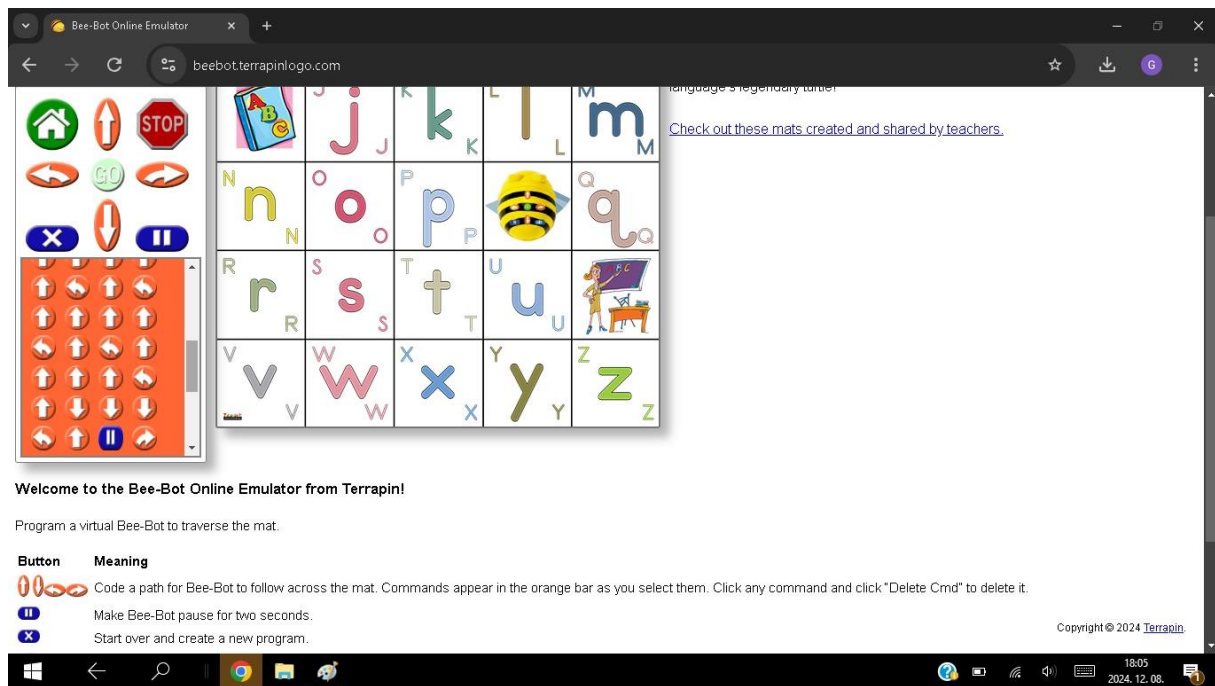 Bee-Bot Online Emulator
beebot.terrapinlogo.com
G
language's legendary turtle!
Check out these mats created and shared by teachers.
STOP
GO
ABC
J j J
K k K
L l L
M m M
N n N
O o O
P p P
Q q Q
R r R
S s S
T t T
U u U
ABC
V v V
W w W
X x X
Y y Y
Z z Z
Welcome to the Bee-Bot Online Emulator from Terrapin!
Program a virtual Bee-Bot to traverse the mat.
Button Meaning
Code a path for Bee-Bot to follow across the mat. Commands appear in the orange bar as you select them. Click any command and click "Delete Cmd" to delete it.
Make Bee-Bot pause for two seconds.
Start over and create a new program.
Copyright © 2024 Terrapin.
18:05
2024. 12. 08.
1